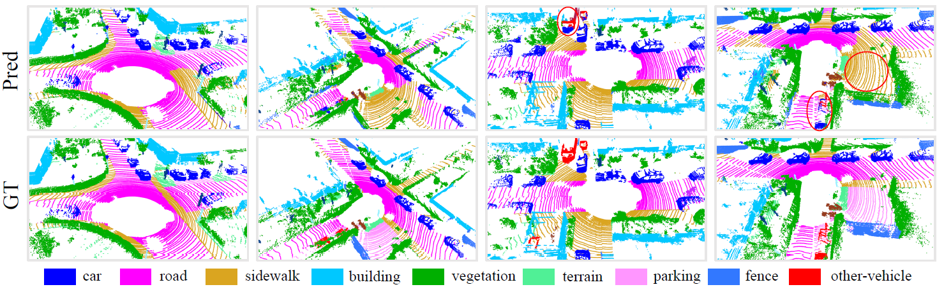 Pred
GT
car road sidewalk building vegetation terrain parking fence other-vehicle